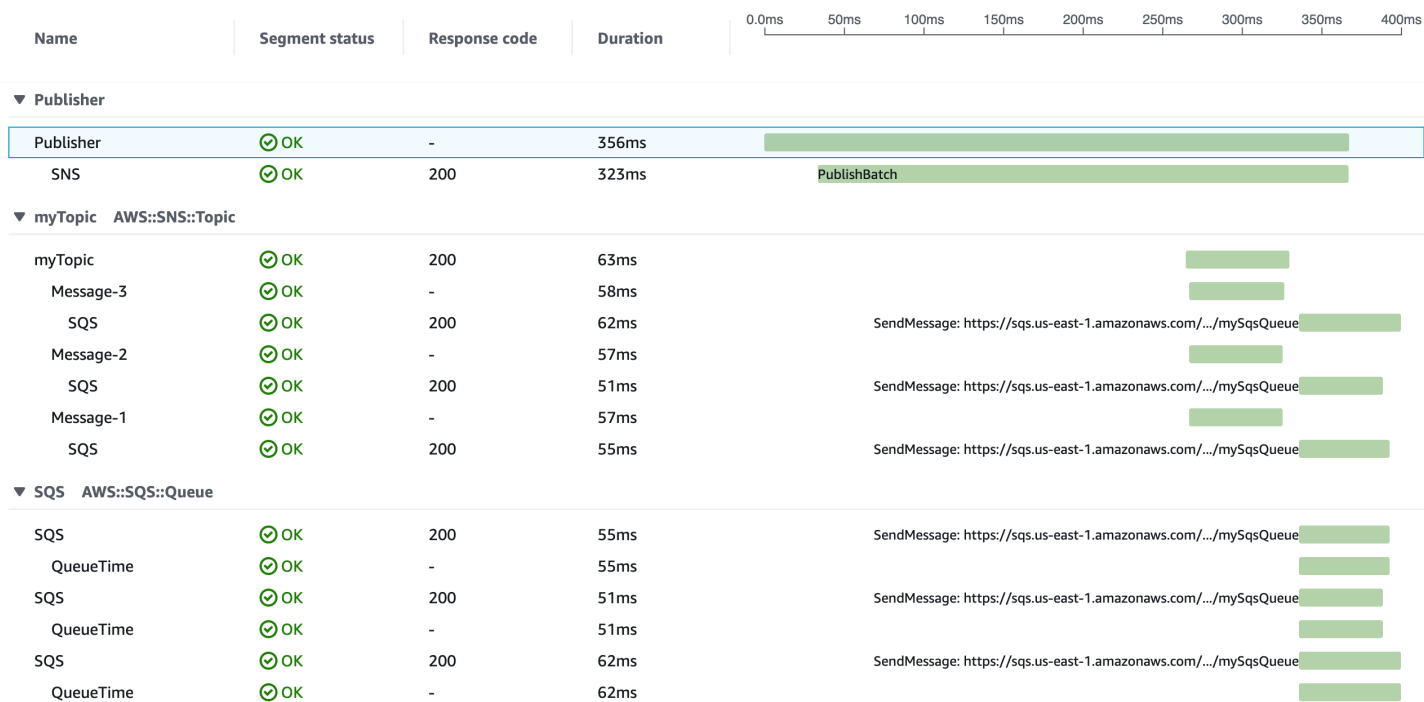 0.0ms 50ms 100ms 150ms 200ms 250ms 300ms 350ms 400ms
Name Segment status Response code Duration
Publisher
Publisher OK - 356ms
SNS OK 200 323ms PublishBatch
myTopic AWS::SNS::Topic
myTopic OK 200 63ms
Message-3 OK - 58ms
SQS OK 200 62ms SendMessage: https://sqs.us-east-1.amazonaws.com/.../mySqsQueue
Message-2 OK - 57ms
SQS OK 200 51ms SendMessage: https://sqs.us-east-1.amazonaws.com/.../mySqsQueue
Message-1 OK - 57ms
SQS OK 200 55ms SendMessage: https://sqs.us-east-1.amazonaws.com/.../mySqsQueue
SQS AWS::SQS::Queue
SQS OK 200 55ms SendMessage: https://sqs.us-east-1.amazonaws.com/.../mySqsQueue
QueueTime OK - 55ms
SQS OK 200 51ms SendMessage: https://sqs.us-east-1.amazonaws.com/.../mySqsQueue
QueueTime OK - 51ms
SQS OK 200 62ms SendMessage: https://sqs.us-east-1.amazonaws.com/.../mySqsQueue
QueueTime OK - 62ms